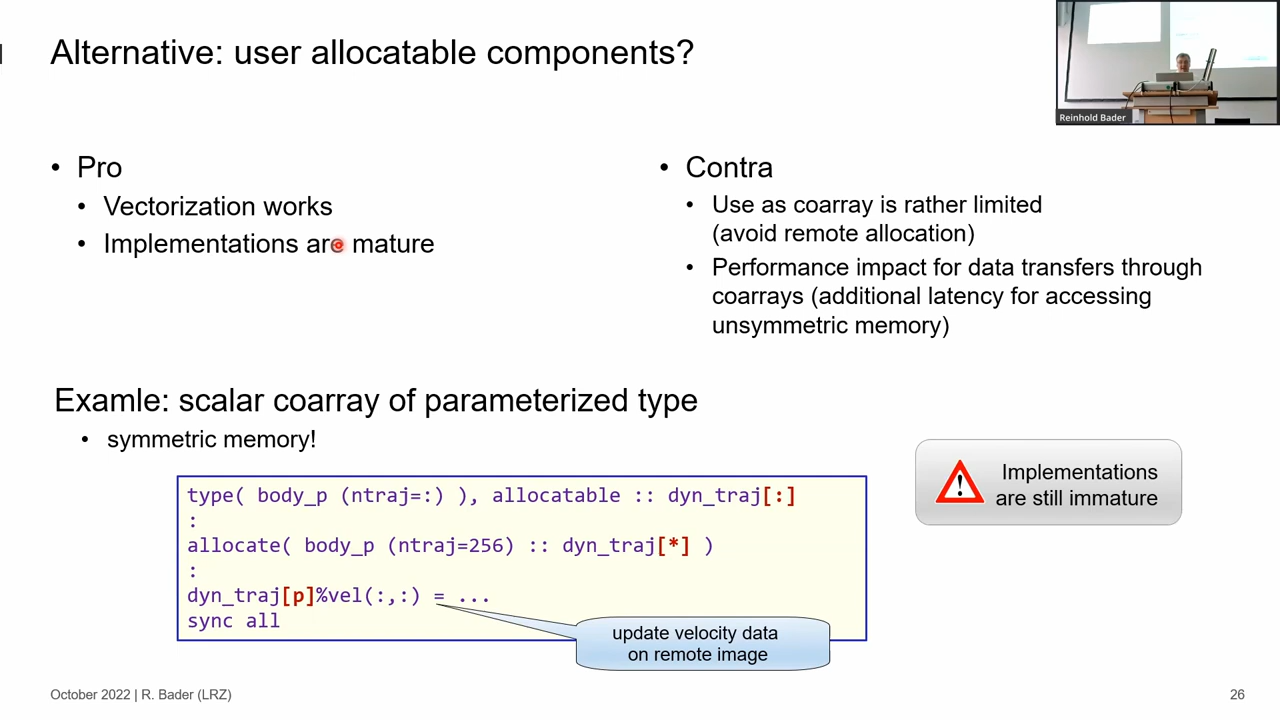 Alternative: user allocatable components?
Reinhold Bader
• Pro
• Vectorization works
• Implementations are mature
• Contra
• Use as coarray is rather limited
(avoid remote allocation)
• Performance impact for data transfers through
coarrays (additional latency for accessing
unsymmetric memory)
Examle: scalar coarray of parameterized type
• symmetric memory!
type( body_p (ntraj=:) ), allocatable :: dyn_traj[:]
:
allocate( body_p (ntraj=256) :: dyn_traj[*] )
:
dyn_traj[p]%vel(:,:) = ...
sync all
update velocity data
on remote image
Implementations
are still immature
October 2022 | R. Bader (LRZ)
26